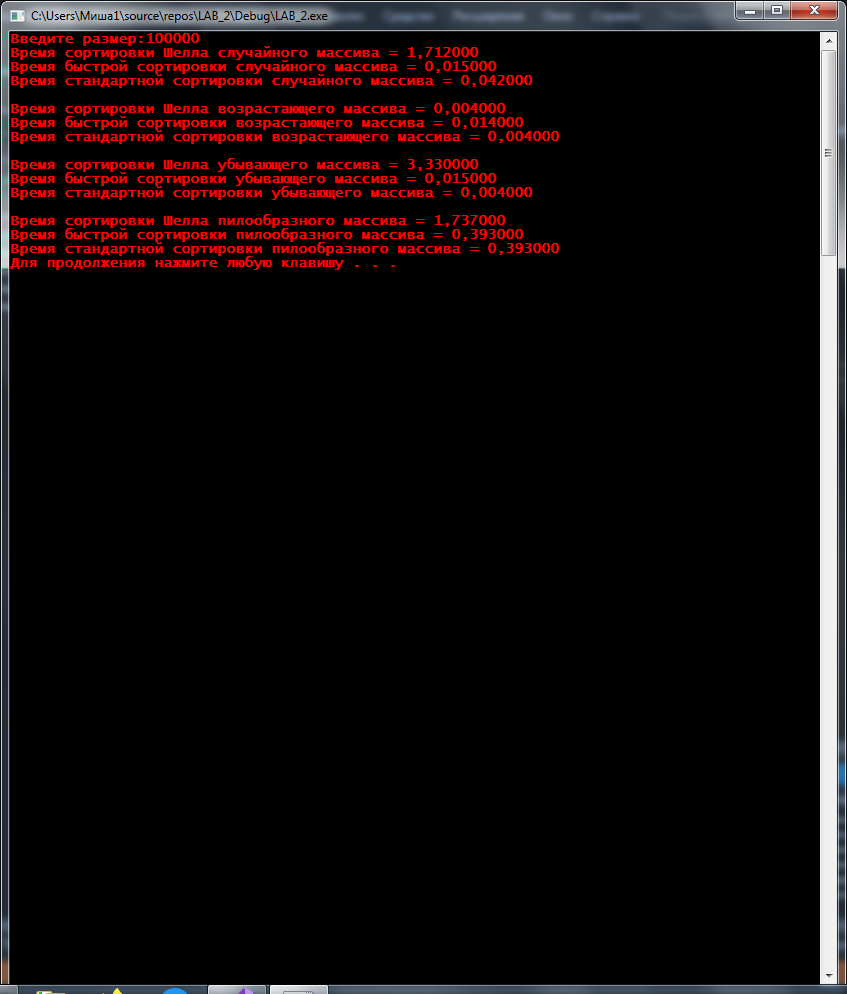 C:\Users\Миша1\source\repos\LAB_2\Debug\LAB_2.exe
Введите размер:100000
Время сортировки Шелла случайного массива = 1,712000
Время быстрой сортировки случайного массива = 0,015000
Время стандартной сортировки случайного массива = 0,042000
Время сортировки Шелла возрастающего массива = 0,004000
Время быстрой сортировки возрастающего массива = 0,014000
Время стандартной сортировки возрастающего массива = 0,004000
Время сортировки Шелла убывающего массива = 3,330000
Время быстрой сортировки убывающего массива = 0,015000
Время стандартной сортировки убывающего массива = 0,004000
Время сортировки Шелла пилообразного массива = 1,737000
Время быстрой сортировки пилообразного массива = 0,393000
Время стандартной сортировки пилообразного массива = 0,393000
Для продолжения нажмите любую клавишу . . .